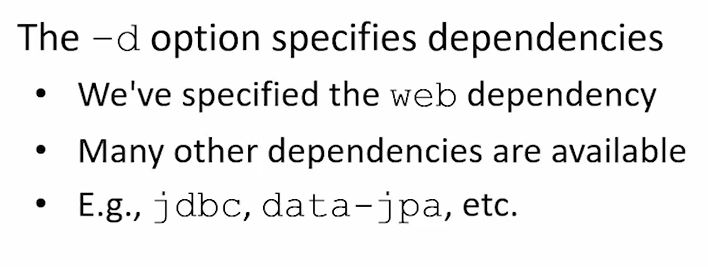 The -d option specifies dependencies
• We've specified the web dependency
• Many other dependencies are available
• E.g., jdbc, data-jpa, etc.